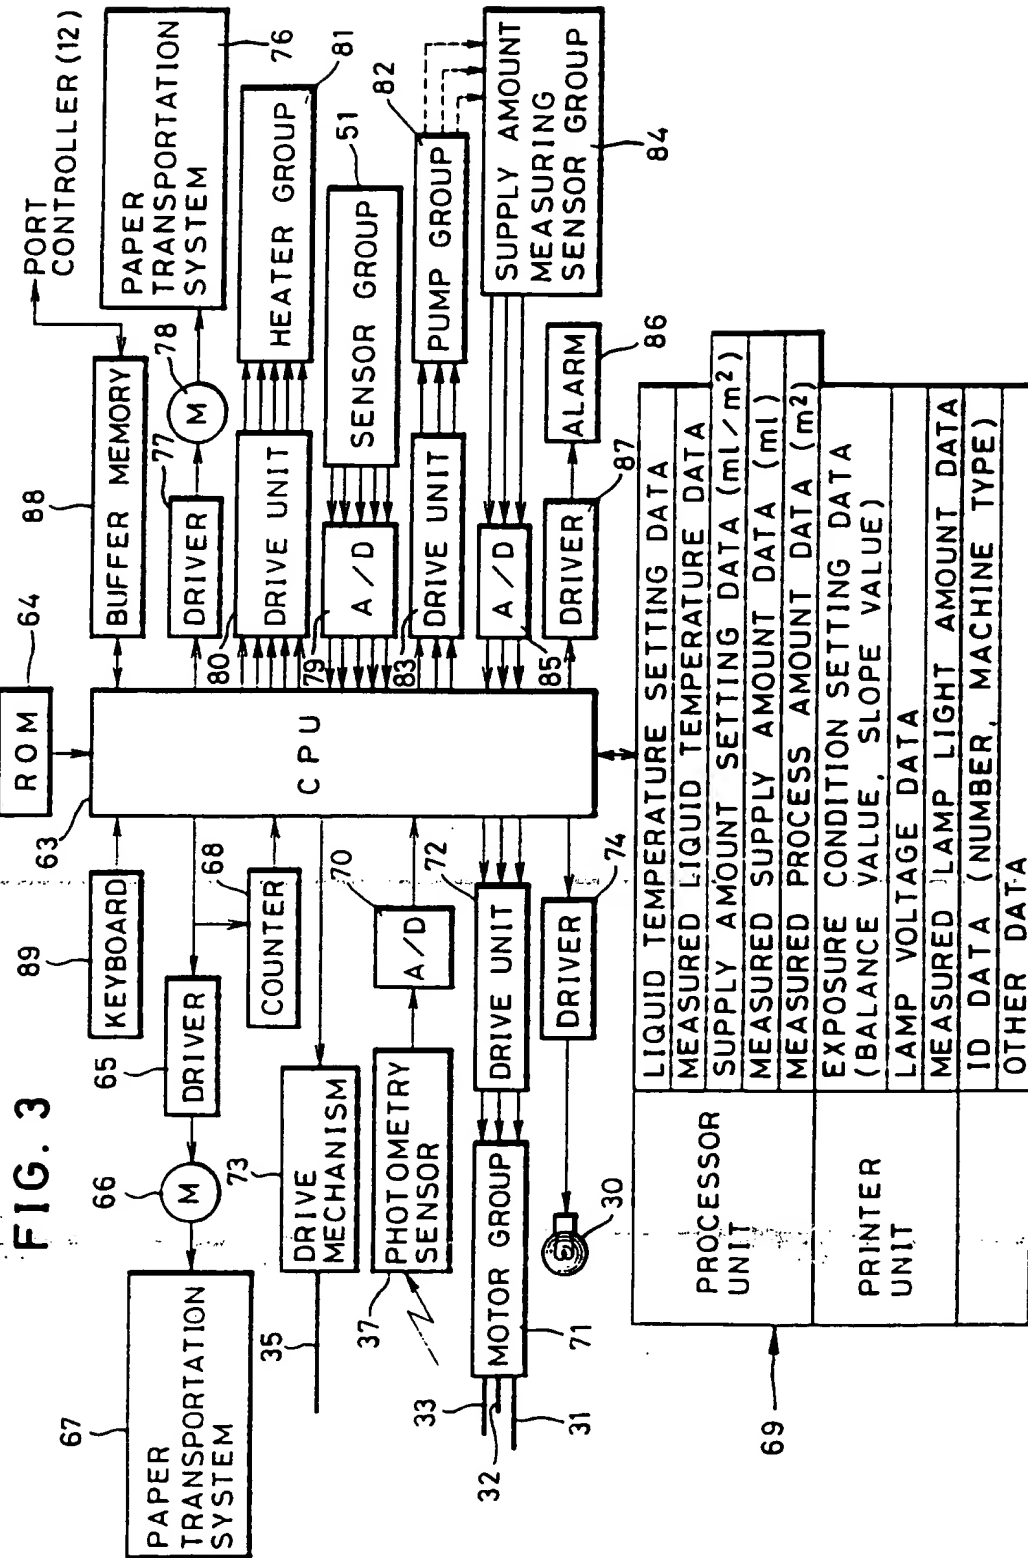 FIG. 3
67
PAPER
TRANSPORTATION
SYSTEM
66
M
65
DRIVER
89
KEYBOARD
63
64
ROM
CPU
68
COUNTER
73
DRIVE
MECHANISM
35
37
PHOTOMETRY
SENSOR
70
A/D
33
32
31
MOTOR GROUP
71
72
DRIVE UNIT
30
DRIVER
74
88
BUFFER MEMORY
PORT
CONTROLLER (12)
77
DRIVER
78
M
PAPER
TRANSPORTATION
SYSTEM
76
80
DRIVE UNIT
HEATER GROUP
81
79
A/D
SENSOR GROUP
51
83
DRIVE UNIT
PUMP GROUP
82
85
A/D
SUPPLY AMOUNT
MEASURING
SENSOR GROUP
84
DRIVER
87
ALARM
86
69
PROCESSOR
UNIT
LIQUID TEMPERATURE SETTING DATA
MEASURED LIQUID TEMPERATURE DATA
SUPPLY AMOUNT SETTING DATA (ml/m²)
MEASURED SUPPLY AMOUNT DATA (ml)
MEASURED PROCESS AMOUNT DATA (m²)
PRINTER
UNIT
EXPOSURE CONDITION SETTING DATA
(BALANCE VALUE, SLOPE VALUE)
LAMP VOLTAGE DATA
MEASURED LAMP LIGHT AMOUNT DATA
ID DATA (NUMBER, MACHINE TYPE)
OTHER DATA